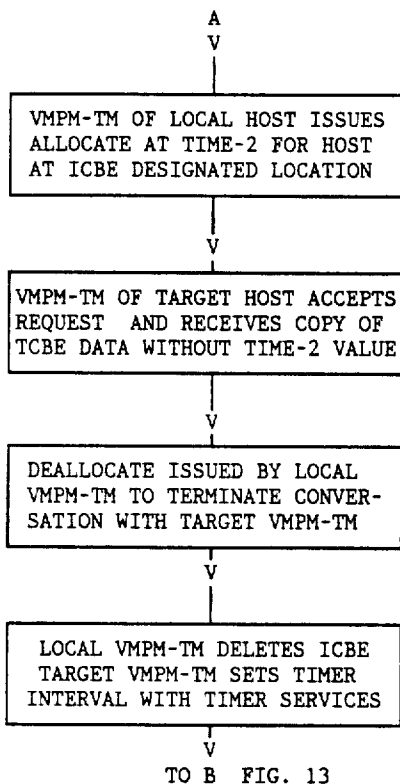 A
V
VMPM-TM OF LOCAL HOST ISSUES
ALLOCATE AT TIME-2 FOR HOST
AT ICBE DESIGNATED LOCATION
V
VMPM-TM OF TARGET HOST ACCEPTS
REQUEST AND RECEIVES COPY OF
TCBE DATA WITHOUT TIME-2 VALUE
V
DEALLOCATE ISSUED BY LOCAL
VMPM-TM TO TERMINATE CONVER-
SATION WITH TARGET VMPM-TM
V
LOCAL VMPM-TM DELETES ICBE
TARGET VMPM-TM SETS TIMER
INTERVAL WITH TIMER SERVICES
V
TO B FIG. 13